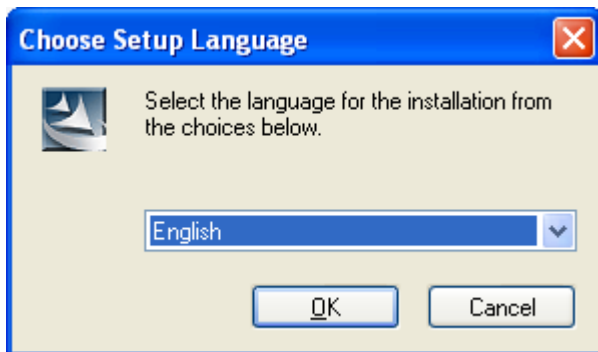 Choose Setup Language
Select the language for the installation from
the choices below.
English
OK
Cancel